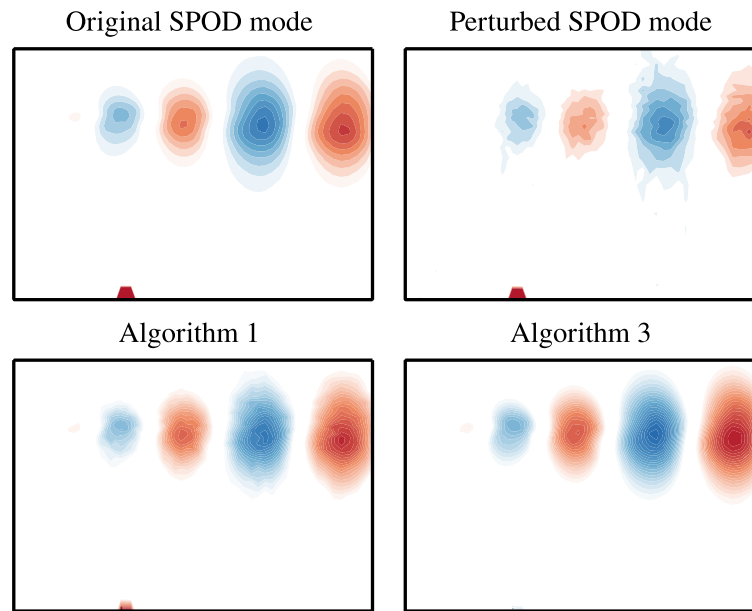 Original SPOD mode
Perturbed SPOD mode
Algorithm 1
Algorithm 3